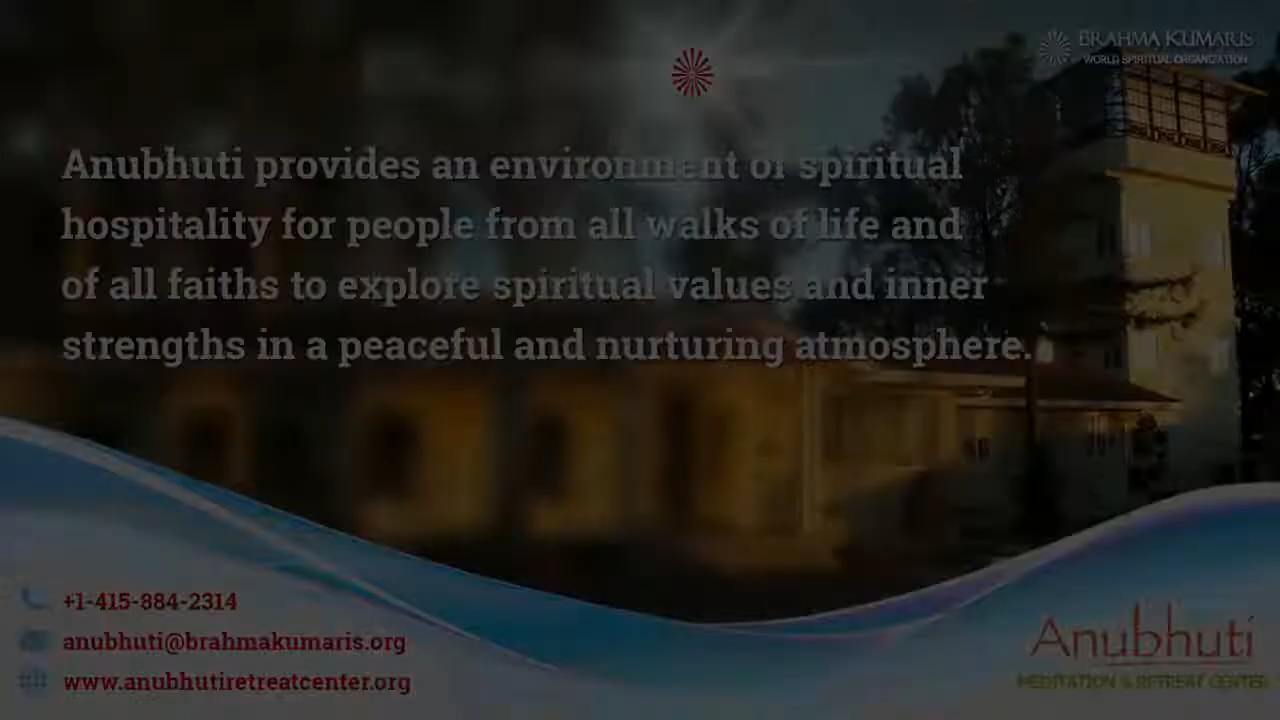 BRAHMA KUMARIS
WORLD SPIRITUAL ORGANIZATION
Anubhuti provides an environment of spiritual
hospitality for people from all walks of life and
of all faiths to explore spiritual values and inner
strengths in a peaceful and nurturing atmosphere.
+1-415-884-2314
anubhuti@brahmakumaris.org
www.anubhutiretreatcenter.org
Anubhuti
MEDITATION & RETREAT CENTER